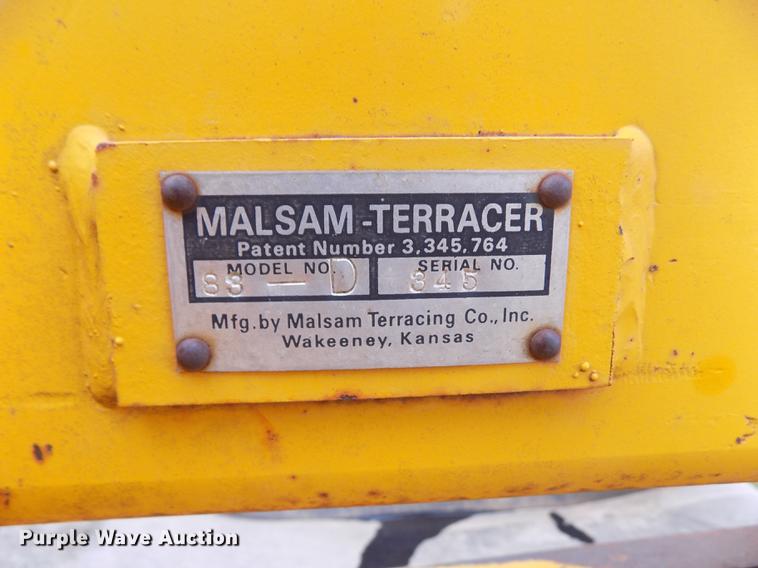 MALSAM-TERRACER
Patent Number 3,345,764
MODEL NO. SERIAL NO.
88 — D 345
Mfg. by Malsam Terracing Co., Inc.
Wakeeney, Kansas
Purple Wave Auction